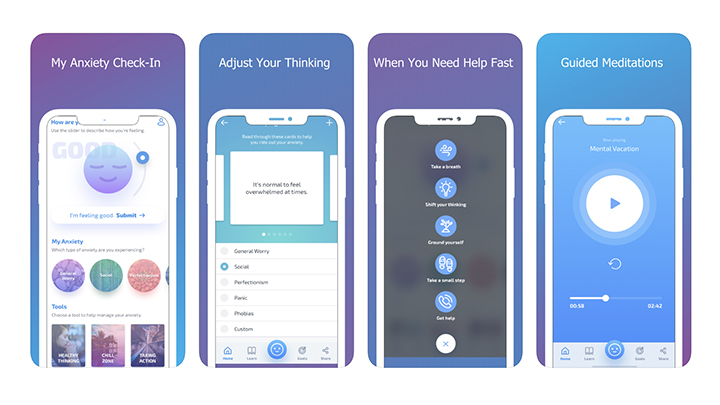 My Anxiety Check-In
How are y
Use the slider to describe how you're feeling.
GOOD
I'm feeling good. Submit →
My Anxiety
Which type of anxiety are you experiencing?
General
Worry
Social
Perfectionism
Tools
Choose a tool to help manage your anxiety.
HEALTHY
THINKING
CHILL
ZONE
TAKING
ACTION
Adjust Your Thinking
Read through these cards to help
you ride out your anxiety.
It's normal to feel
overwhelmed at times.
General Worry
Social
Perfectionism
Panic
Phobias
Custom
Home
Learn
Goals
Share
When You Need Help Fast
Take a breath
Shift your thinking
Ground yourself
Take a small step
Get help
Guided Meditations
Now playing
Mental Vacation
00:58
02:42
Home
Learn
Goals
Share